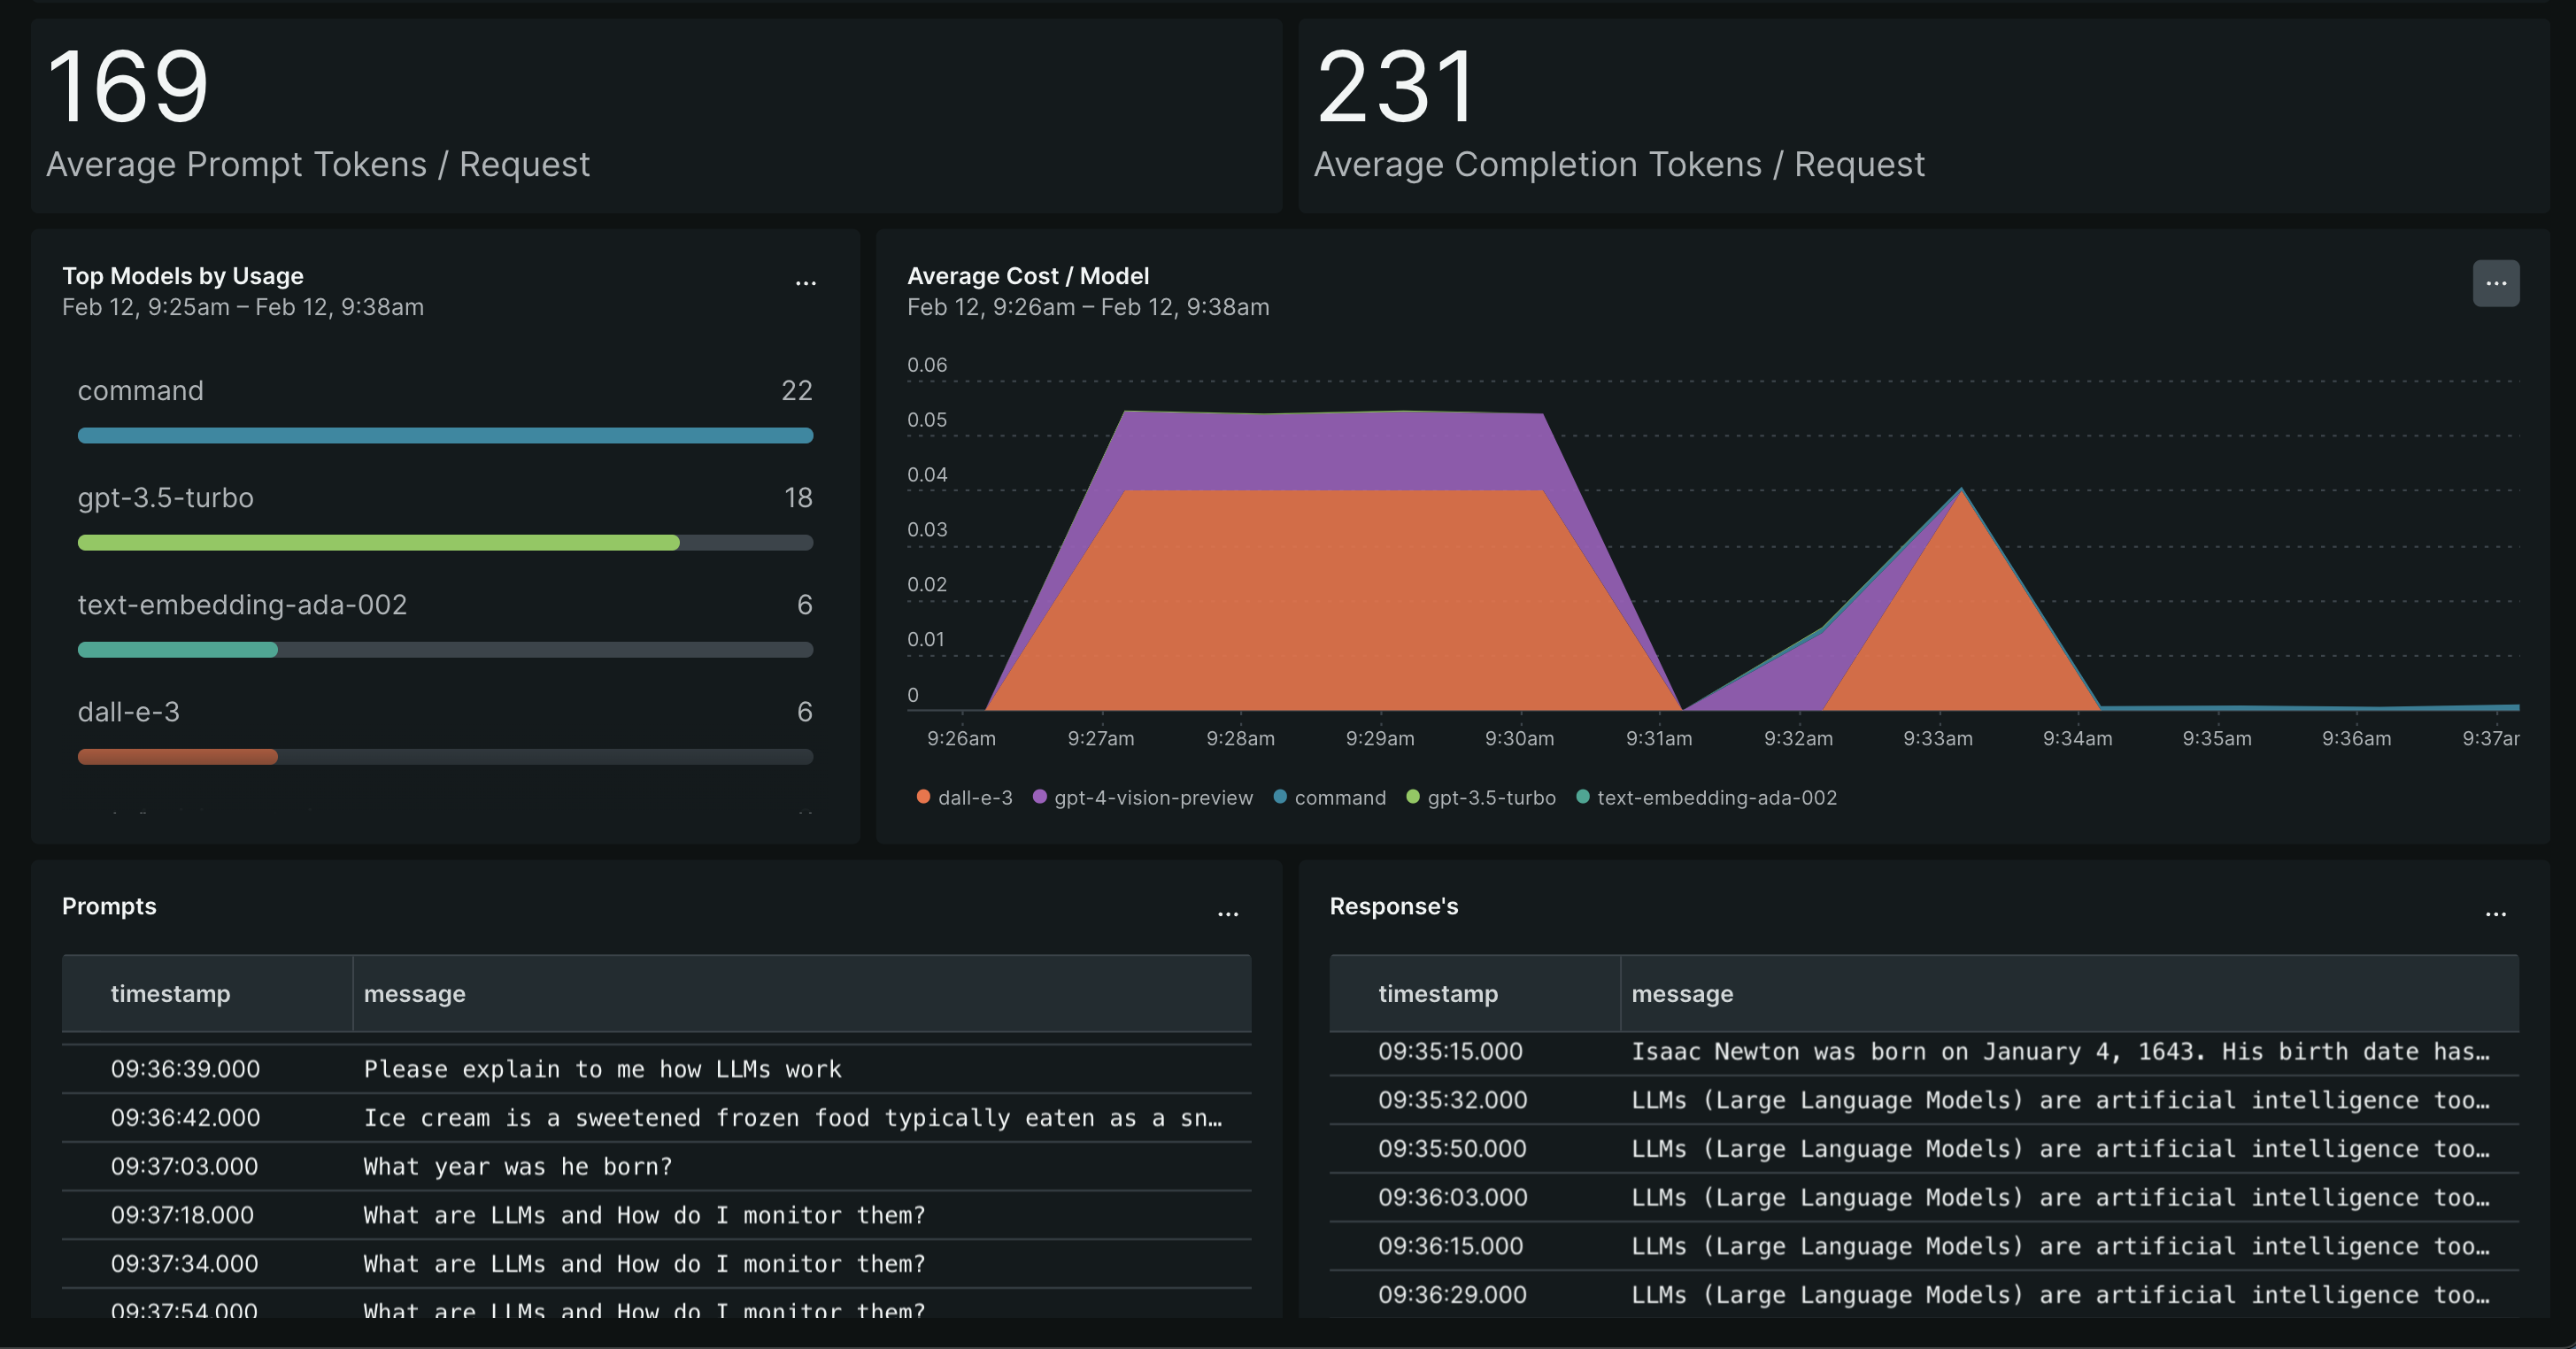 169
Average Prompt Tokens / Request
231
Average Completion Tokens / Request
Top Models by Usage
...
Feb 12, 9:25am – Feb 12, 9:38am
command 22
gpt-3.5-turbo 18
text-embedding-ada-002 6
dall-e-3 6
Average Cost / Model
...
Feb 12, 9:26am – Feb 12, 9:38am
0.06
0.05
0.04
0.03
0.02
0.01
0
9:26am 9:27am 9:28am 9:29am 9:30am 9:31am 9:32am 9:33am 9:34am 9:35am 9:36am 9:37ar
dall-e-3 gpt-4-vision-preview command gpt-3.5-turbo text-embedding-ada-002
Prompts
...
timestamp message
09:36:39.000 Please explain to me how LLMs work
09:36:42.000 Ice cream is a sweetened frozen food typically eaten as a sn…
09:37:03.000 What year was he born?
09:37:18.000 What are LLMs and How do I monitor them?
09:37:34.000 What are LLMs and How do I monitor them?
09:37:54.000 What are LLMs and How do I monitor them?
Response's
...
timestamp message
09:35:15.000 Isaac Newton was born on January 4, 1643. His birth date has…
09:35:32.000 LLMs (Large Language Models) are artificial intelligence too…
09:35:50.000 LLMs (Large Language Models) are artificial intelligence too…
09:36:03.000 LLMs (Large Language Models) are artificial intelligence too…
09:36:15.000 LLMs (Large Language Models) are artificial intelligence too…
09:36:29.000 LLMs (Large Language Models) are artificial intelligence too…